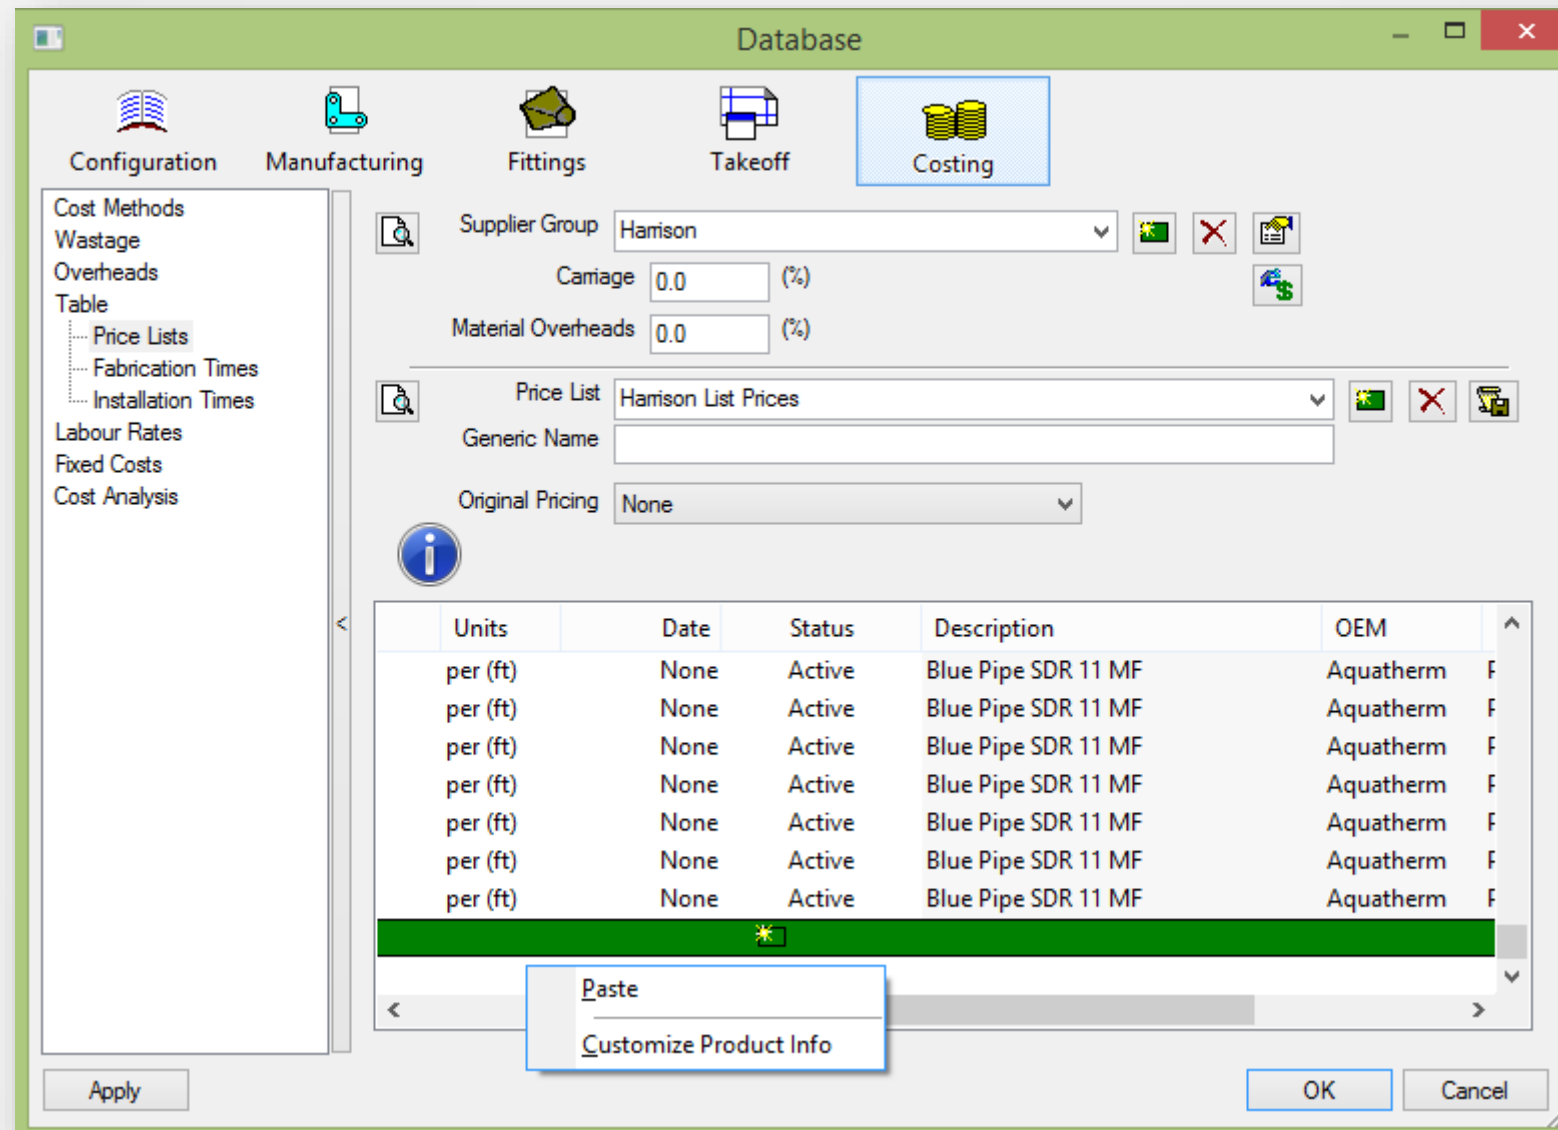 Database
Configuration Manufacturing Fittings Takeoff Costing
Cost Methods
Wastage
Overheads
Table
Price Lists
Fabrication Times
Installation Times
Labour Rates
Fixed Costs
Cost Analysis
Supplier Group Harrison
Carriage 0.0 (%)
Material Overheads 0.0 (%)
Price List Harrison List Prices
Generic Name
Original Pricing None
<
Units Date Status Description OEM
per (ft) None Active Blue Pipe SDR 11 MF Aquatherm
per (ft) None Active Blue Pipe SDR 11 MF Aquatherm
per (ft) None Active Blue Pipe SDR 11 MF Aquatherm
per (ft) None Active Blue Pipe SDR 11 MF Aquatherm
per (ft) None Active Blue Pipe SDR 11 MF Aquatherm
per (ft) None Active Blue Pipe SDR 11 MF Aquatherm
per (ft) None Active Blue Pipe SDR 11 MF Aquatherm
Paste
Customize Product Info
Apply OK Cancel